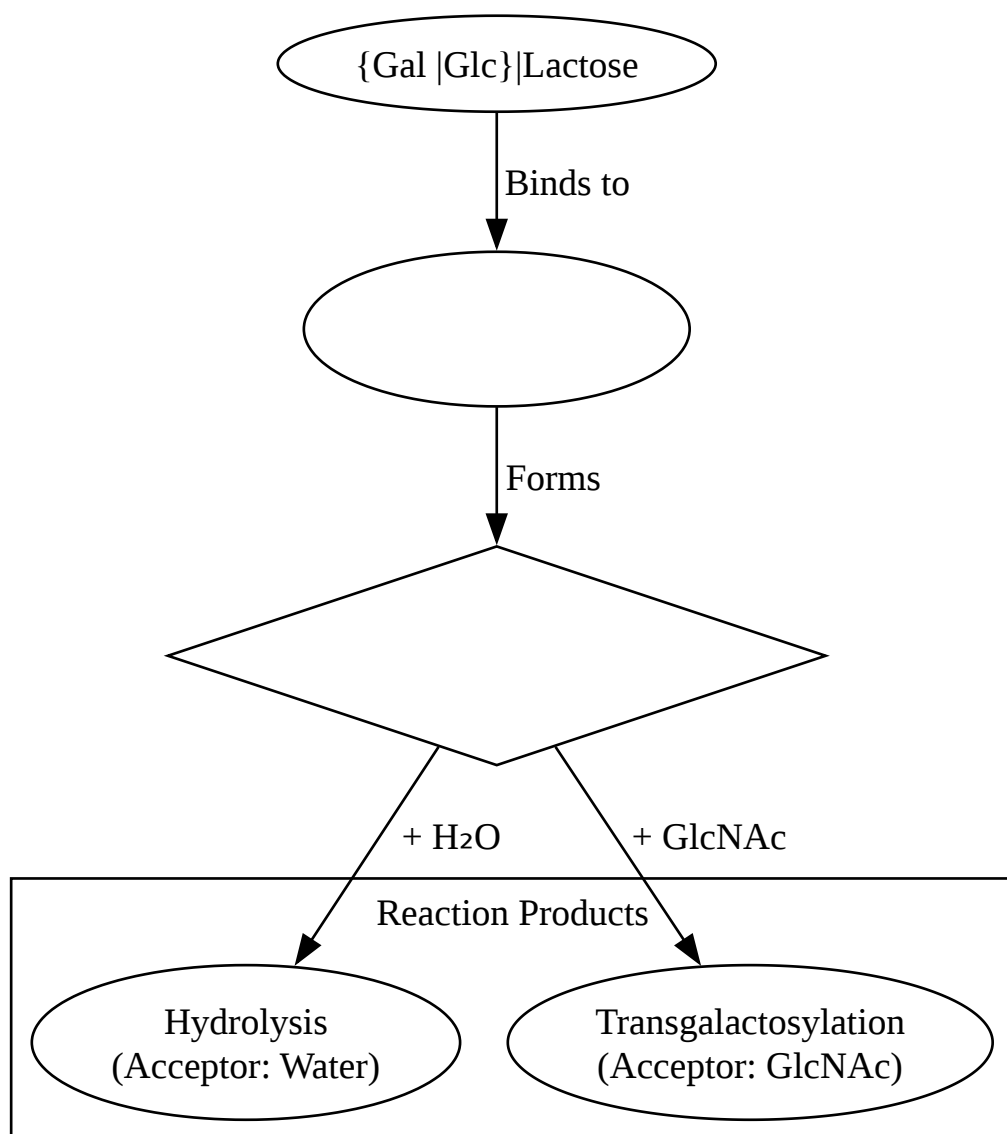 {Gal |Glc}|Lactose
Binds to
Forms
+ H₂O
+ GlcNAc
Reaction Products
Hydrolysis
(Acceptor: Water)
Transgalactosylation
(Acceptor: GlcNAc)